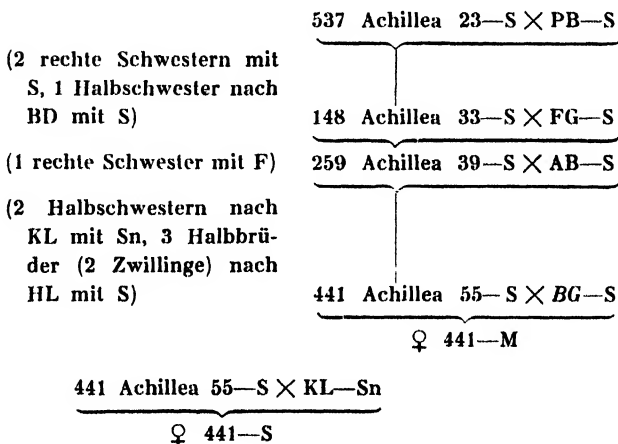 537 Achillea 23—S × PB—S
(2 rechte Schwestern mit
S, 1 Halbschwester nach
BD mit S)
148 Achillea 33—S × FG—S
(1 rechte Schwester mit F)
259 Achillea 39—S × AB—S
(2 Halbschwestern nach
KL mit Sn, 3 Halbbrü-
der (2 Zwillinge) nach
HL mit S)
441 Achillea 55—S × BG—S
♀ 441—M
441 Achillea 55—S × KL—Sn
♀ 441—S